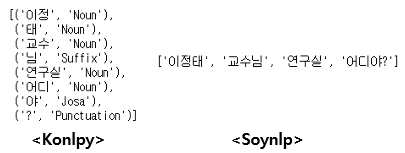 [('이정', 'Noun'),
('태', 'Noun'),
('교수', 'Noun'),
('님', 'Suffix'),
('연구실', 'Noun'),
('어디', 'Noun'),
('야', 'Josa'),
('?', 'Punctuation')]
<Konlpy>
['이정태', '교수님', '연구실', '어디야?']
<Soynlp>